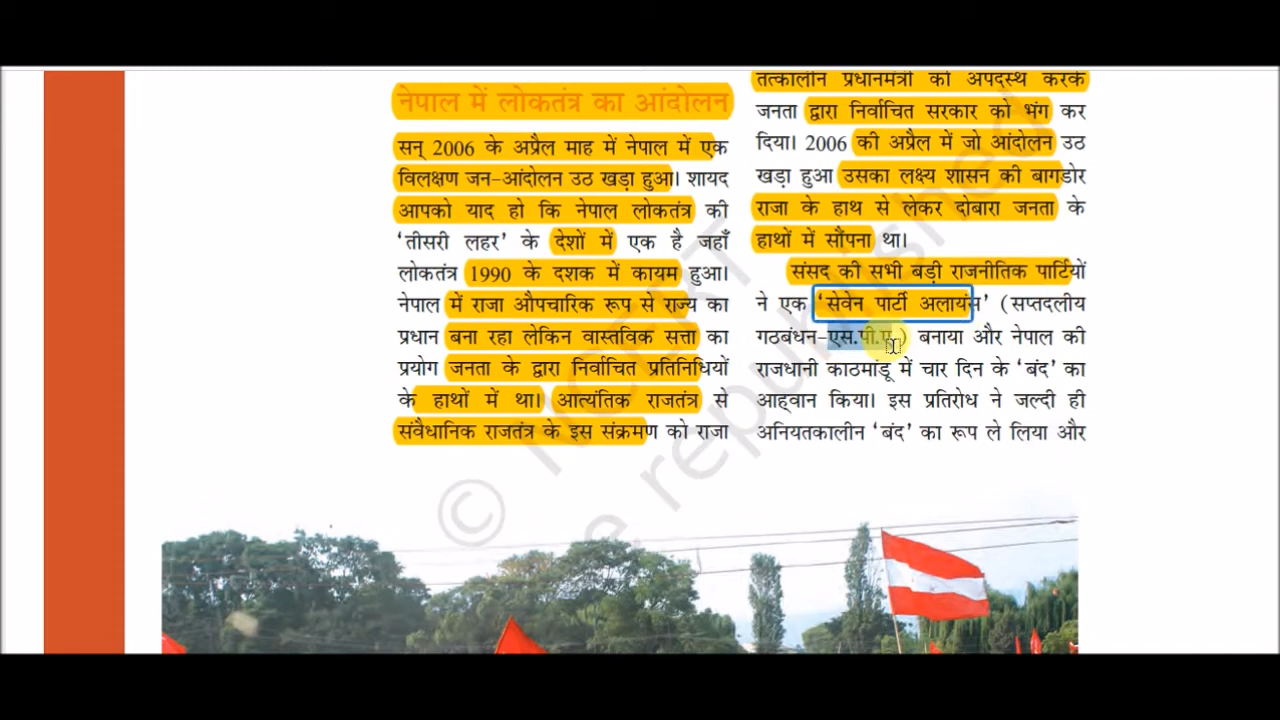 नेपाल में लोकतंत्र का आंदोलन
सन् 2006 के अप्रैल माह में नेपाल में एक
विलक्षण जन-आंदोलन उठ खड़ा हुआ। शायद
आपको याद हो कि नेपाल लोकतंत्र की
'तीसरी लहर' के देशों में एक है जहाँ
लोकतंत्र 1990 के दशक में कायम हुआ।
नेपाल में राजा औपचारिक रूप से राज्य का
प्रधान बना रहा लेकिन वास्तविक सत्ता का
प्रयोग जनता के द्वारा निर्वाचित प्रतिनिधियों
के हाथों में था। आत्यंतिक राजतंत्र से
संवैधानिक राजतंत्र के इस संक्रमण को राजा
तत्कालीन प्रधानमंत्री को अपदस्थ करके
जनता द्वारा निर्वाचित सरकार को भंग कर
दिया। 2006 की अप्रैल में जो आंदोलन उठ
खड़ा हुआ उसका लक्ष्य शासन की बागडोर
राजा के हाथ से लेकर दोबारा जनता के
हाथों में सौंपना था।
संसद की सभी बड़ी राजनीतिक पार्टियों
ने एक 'सेवेन पार्टी अलायंस' (सप्तदलीय
गठबंधन-एस.पी.ए.) बनाया और नेपाल की
राजधानी काठमांडू में चार दिन के 'बंद' का
आह्वान किया। इस प्रतिरोध ने जल्दी ही
अनियतकालीन 'बंद' का रूप ले लिया और
© NCERT
be republished